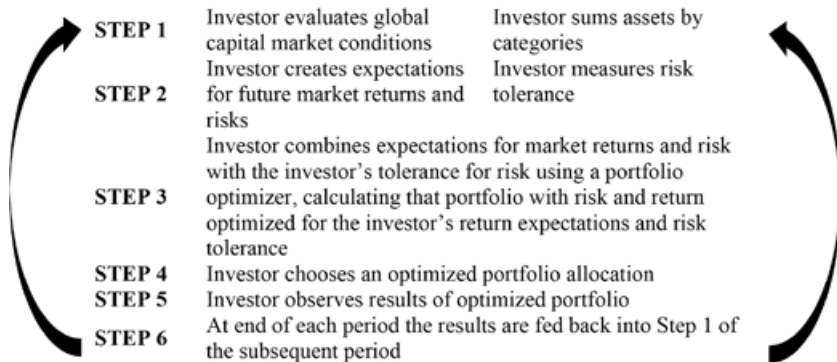 STEP 1
Investor evaluates global
capital market conditions
Investor sums assets by
categories
STEP 2
Investor creates expectations
for future market returns and
risks
Investor measures risk
tolerance
STEP 3
Investor combines expectations for market returns and risk
with the investor’s tolerance for risk using a portfolio
optimizer, calculating that portfolio with risk and return
optimized for the investor’s return expectations and risk
tolerance
STEP 4
Investor chooses an optimized portfolio allocation
STEP 5
Investor observes results of optimized portfolio
STEP 6
At end of each period the results are fed back into Step 1 of
the subsequent period